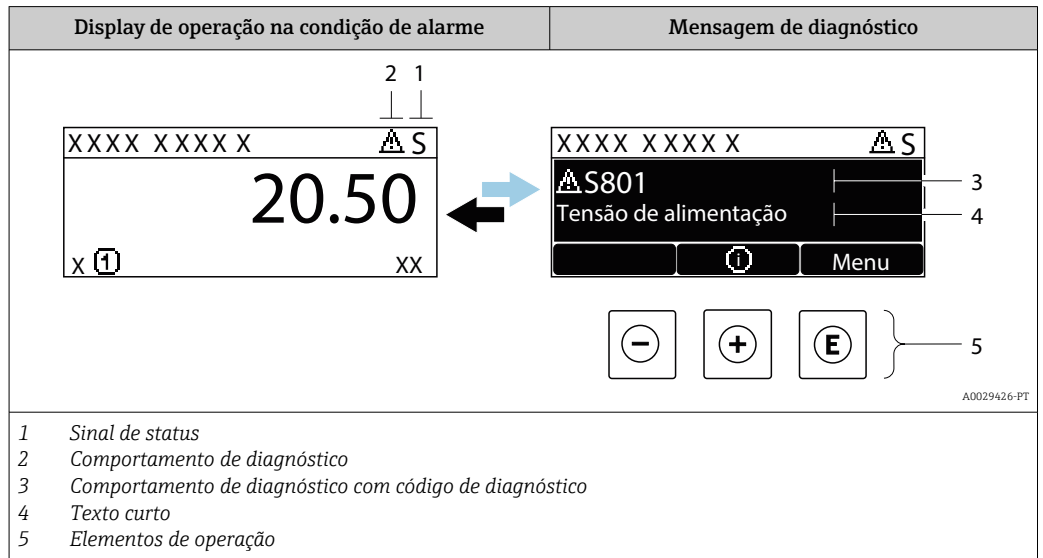 Display de operação na condição de alarme
Mensagem de diagnóstico
2 1
XXXX XXXX X S
20.50
X 1 XX
XXXX XXXX X S
S801 3
Tensão de alimentação 4
i Menu
- + E 5
A0029426-PT
1 Sinal de status
2 Comportamento de diagnóstico
3 Comportamento de diagnóstico com código de diagnóstico
4 Texto curto
5 Elementos de operação